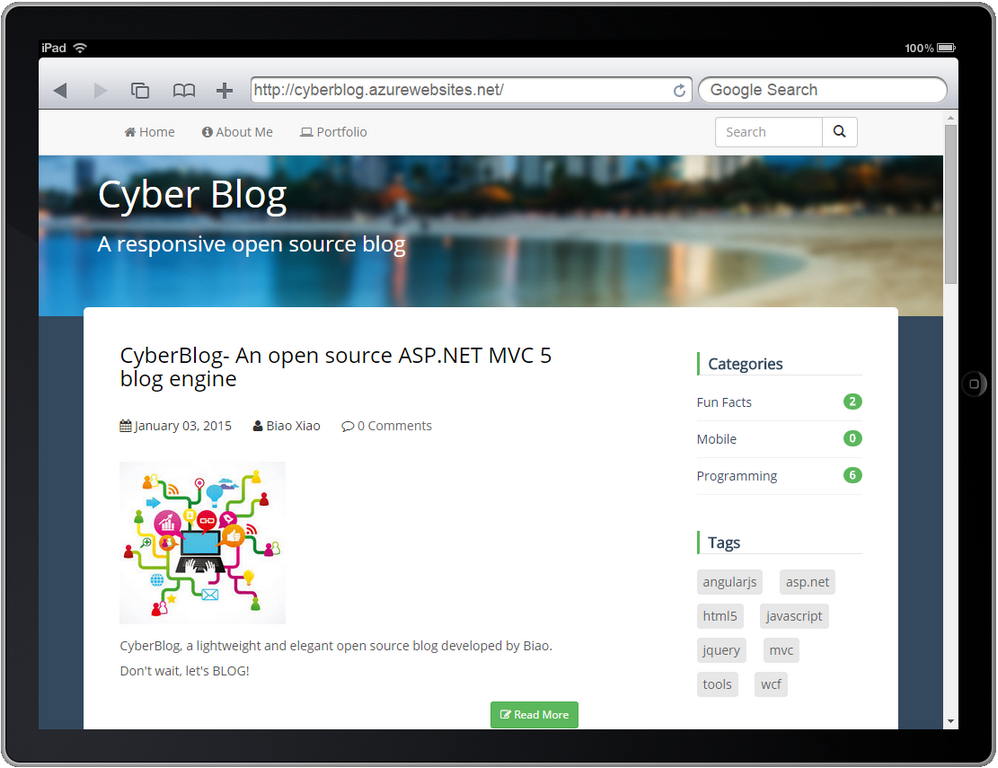 iPad 100%
http://cyberblog.azurewebsites.net/ Google Search
Home About Me Portfolio Search
Cyber Blog
A responsive open source blog
CyberBlog- An open source ASP.NET MVC 5
blog engine
January 03, 2015 Biao Xiao 0 Comments
CyberBlog, a lightweight and elegant open source blog developed by Biao.
Don't wait, let's BLOG!
Read More
Categories
Fun Facts 2
Mobile 0
Programming 6
Tags
angularjs asp.net
html5 javascript
jquery mvc
tools wcf